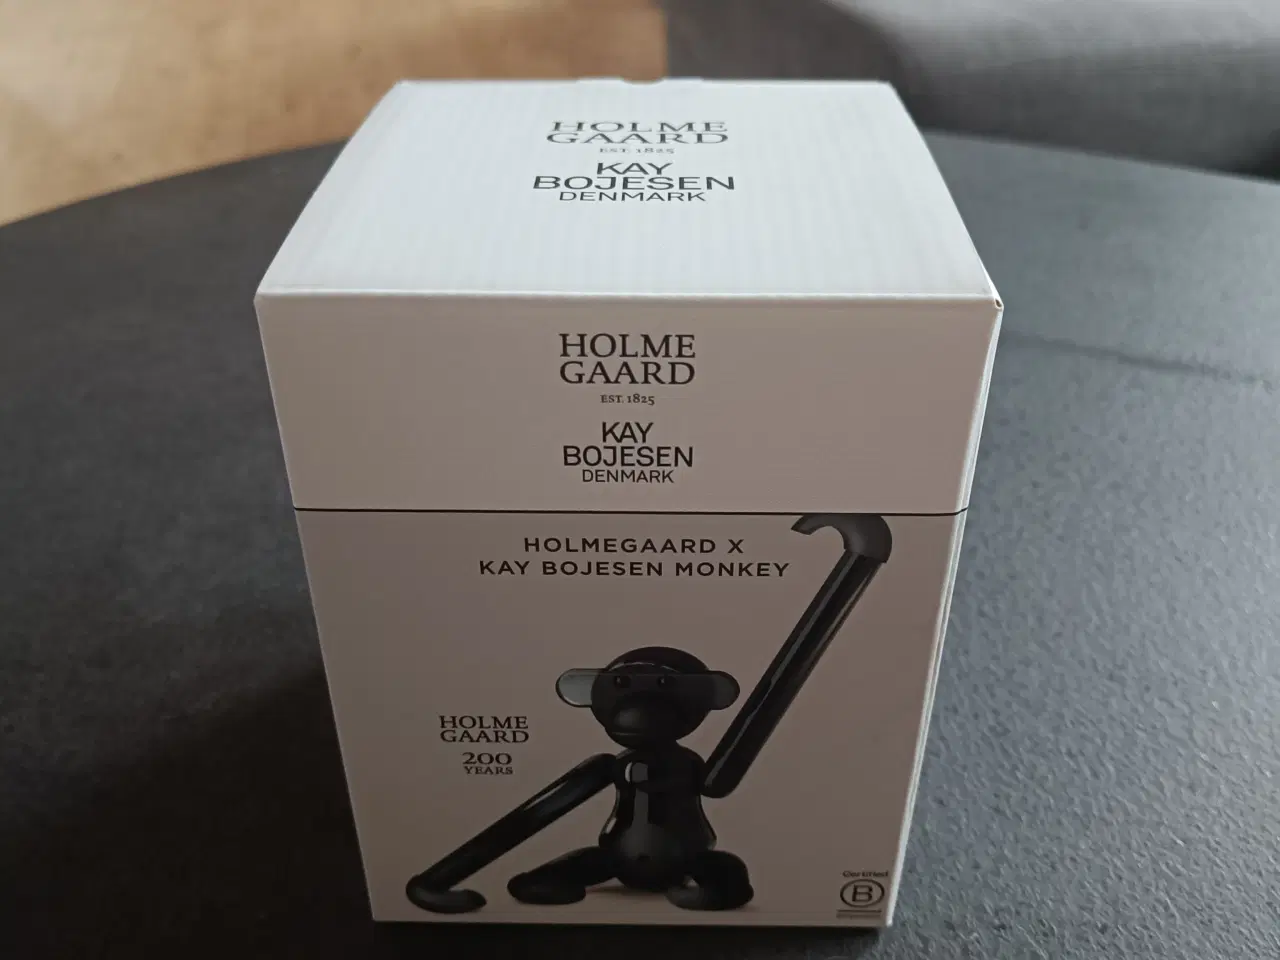 HOLME
GAARD
EST. 1825
KAY
BOJESEN
DENMARK
HOLME
GAARD
EST. 1825
KAY
BOJESEN
DENMARK
HOLMEGAARD X
KAY BOJESEN MONKEY
HOLME
GAARD
200
YEARS
Certified
B